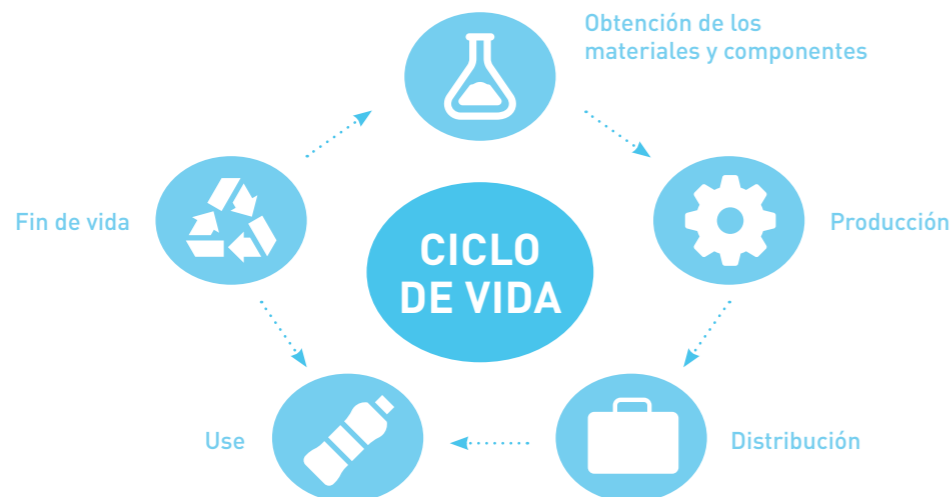 Obtención de los
materiales y componentes
Fin de vida
CICLO
DE VIDA
Producción
Use
Distribución